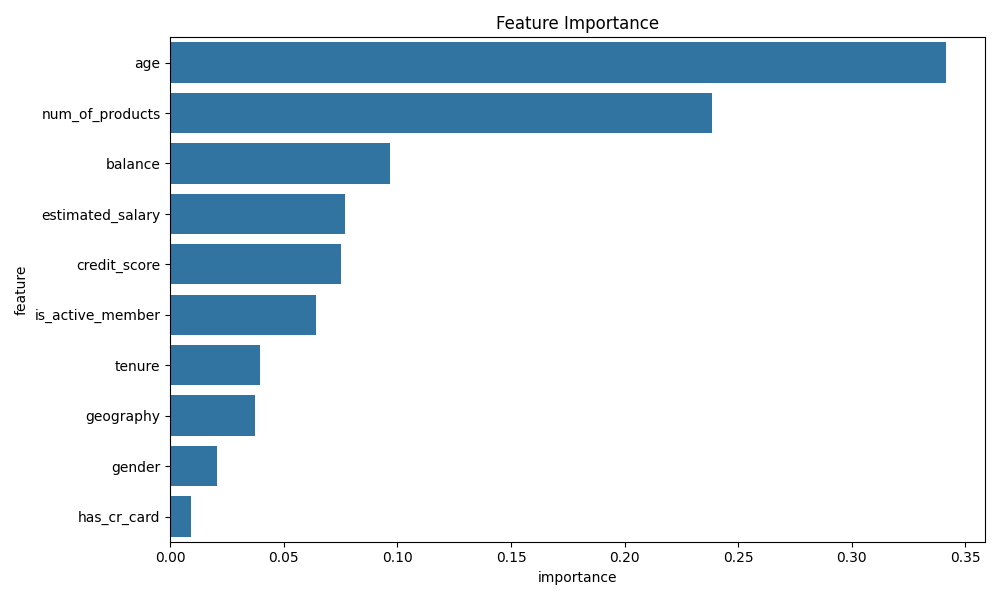 Feature Importance
feature
age
num_of_products
balance
estimated_salary
credit_score
is_active_member
tenure
geography
gender
has_cr_card
0.00 0.05 0.10 0.15 0.20 0.25 0.30 0.35
importance